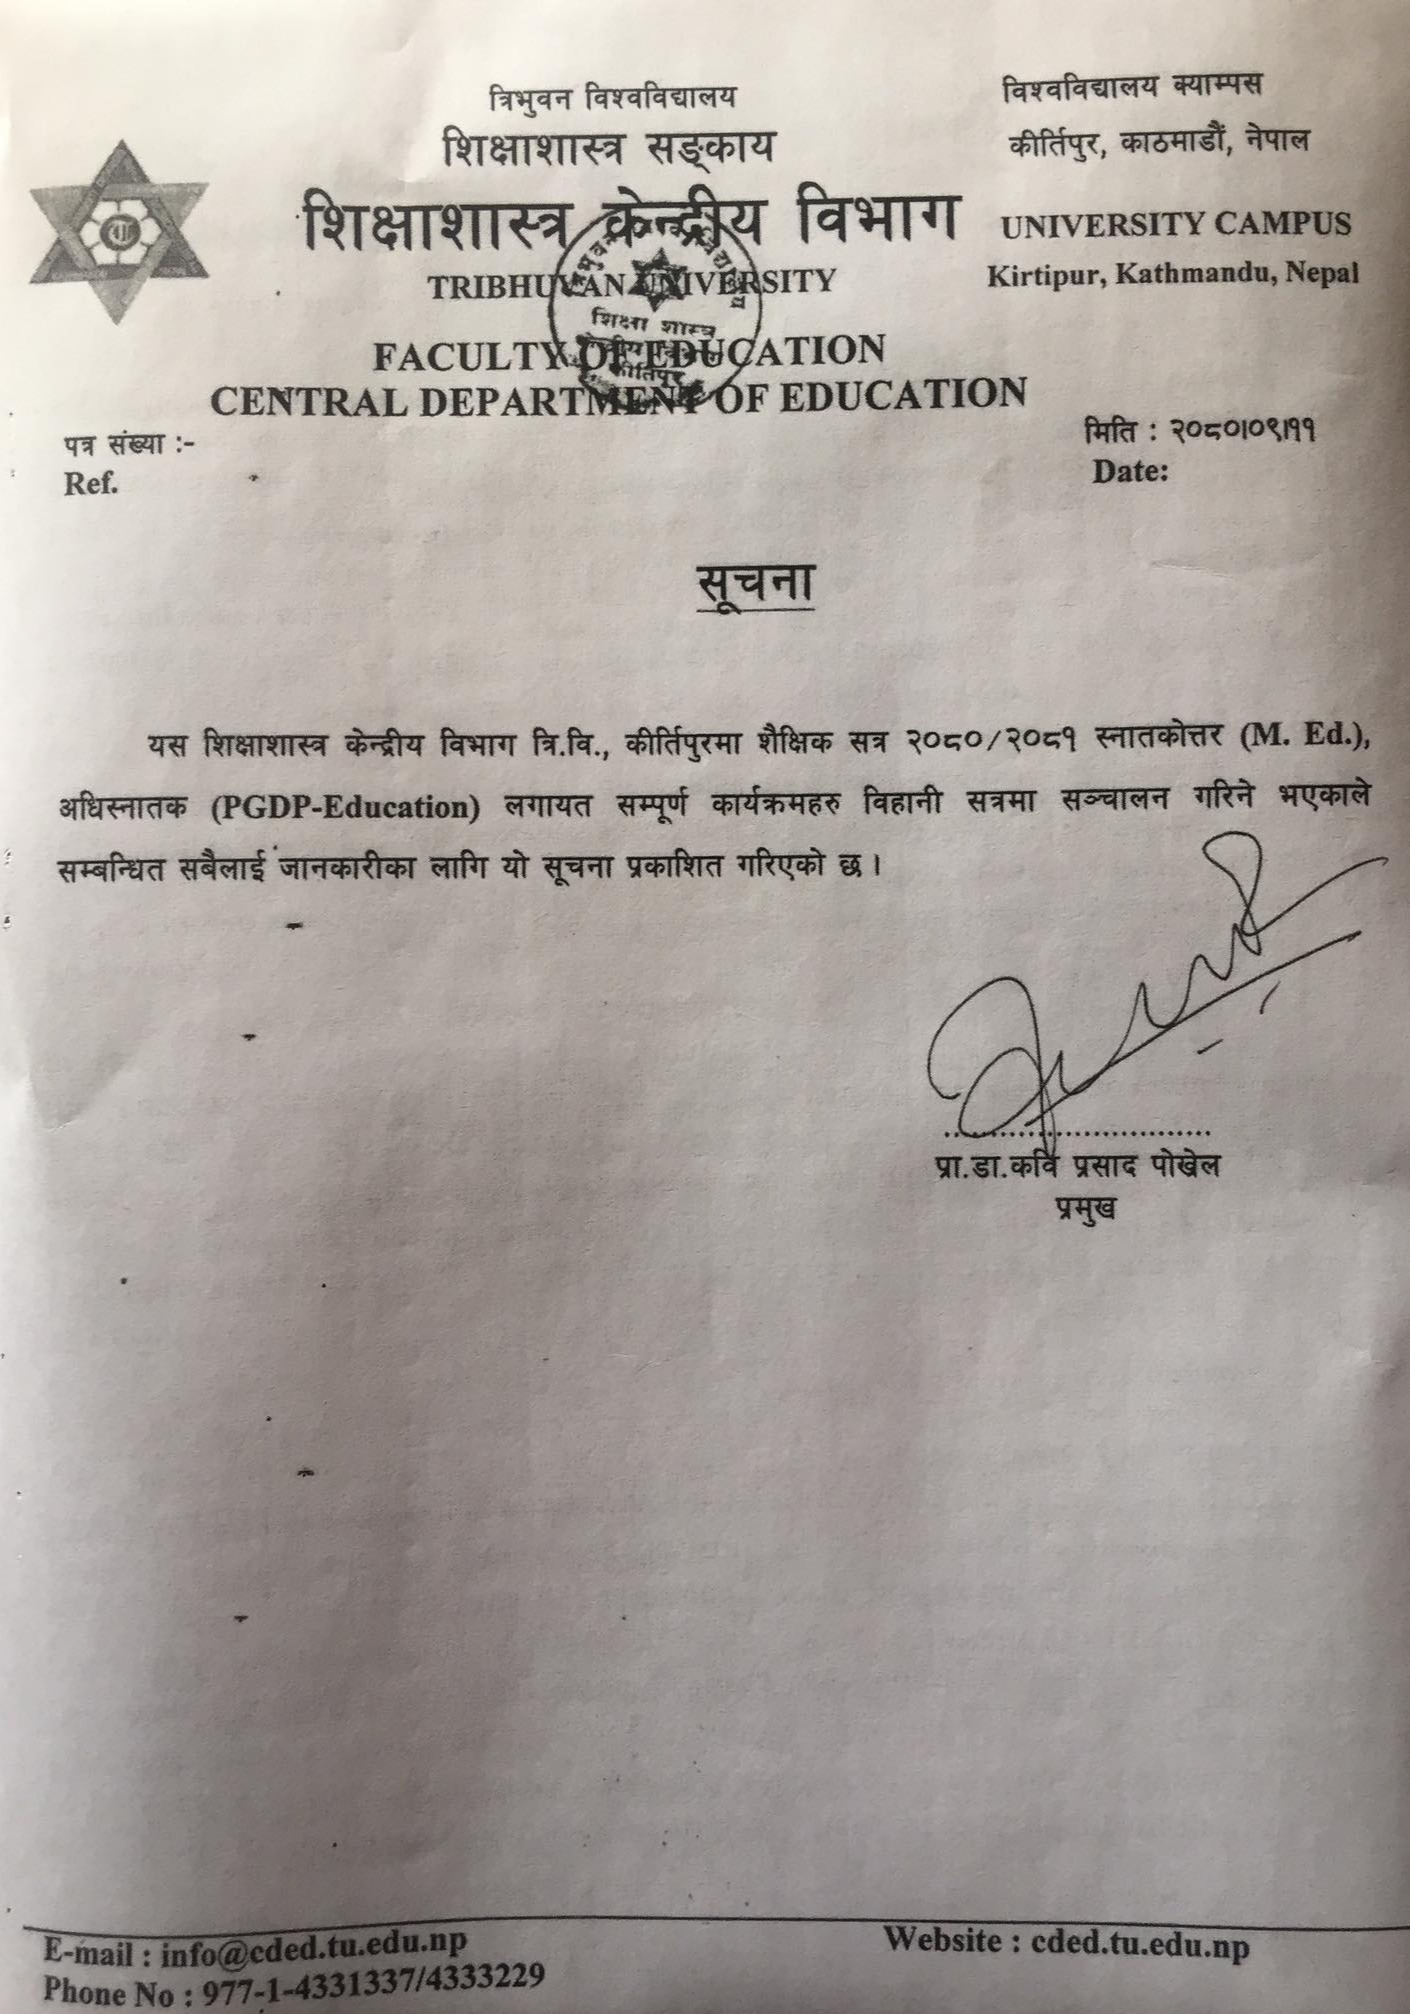 त्रिभुवन विश्वविद्यालय
शिक्षाशास्त्र सङ्काय
शिक्षाशास्त्र केन्द्रीय विभाग
TRIBHUVAN UNIVERSITY
FACULTY OF EDUCATION
CENTRAL DEPARTMENT OF EDUCATION
विश्वविद्यालय क्याम्पस
कीर्तिपुर, काठमाडौं, नेपाल
UNIVERSITY CAMPUS
Kirtipur, Kathmandu, Nepal
शिक्षा शास्त्र
कीर्तिपुर
पत्र संख्या :-
Ref.
मिति : २०८०।०९।११
Date:
सूचना
यस शिक्षाशास्त्र केन्द्रीय विभाग त्रि.वि., कीर्तिपुरमा शैक्षिक सत्र २०८०/२०८१ स्नातकोत्तर (M. Ed.),
अधिस्नातक (PGDP-Education) लगायत सम्पूर्ण कार्यक्रमहरु विहानी सत्रमा सञ्चालन गरिने भएकाले
सम्बन्धित सबैलाई जानकारीका लागि यो सूचना प्रकाशित गरिएको छ ।
..............................
प्रा.डा.कवि प्रसाद पोखेल
प्रमुख
E-mail : info@cded.tu.edu.np
Phone No : 977-1-4331337/4333229
Website : cded.tu.edu.np